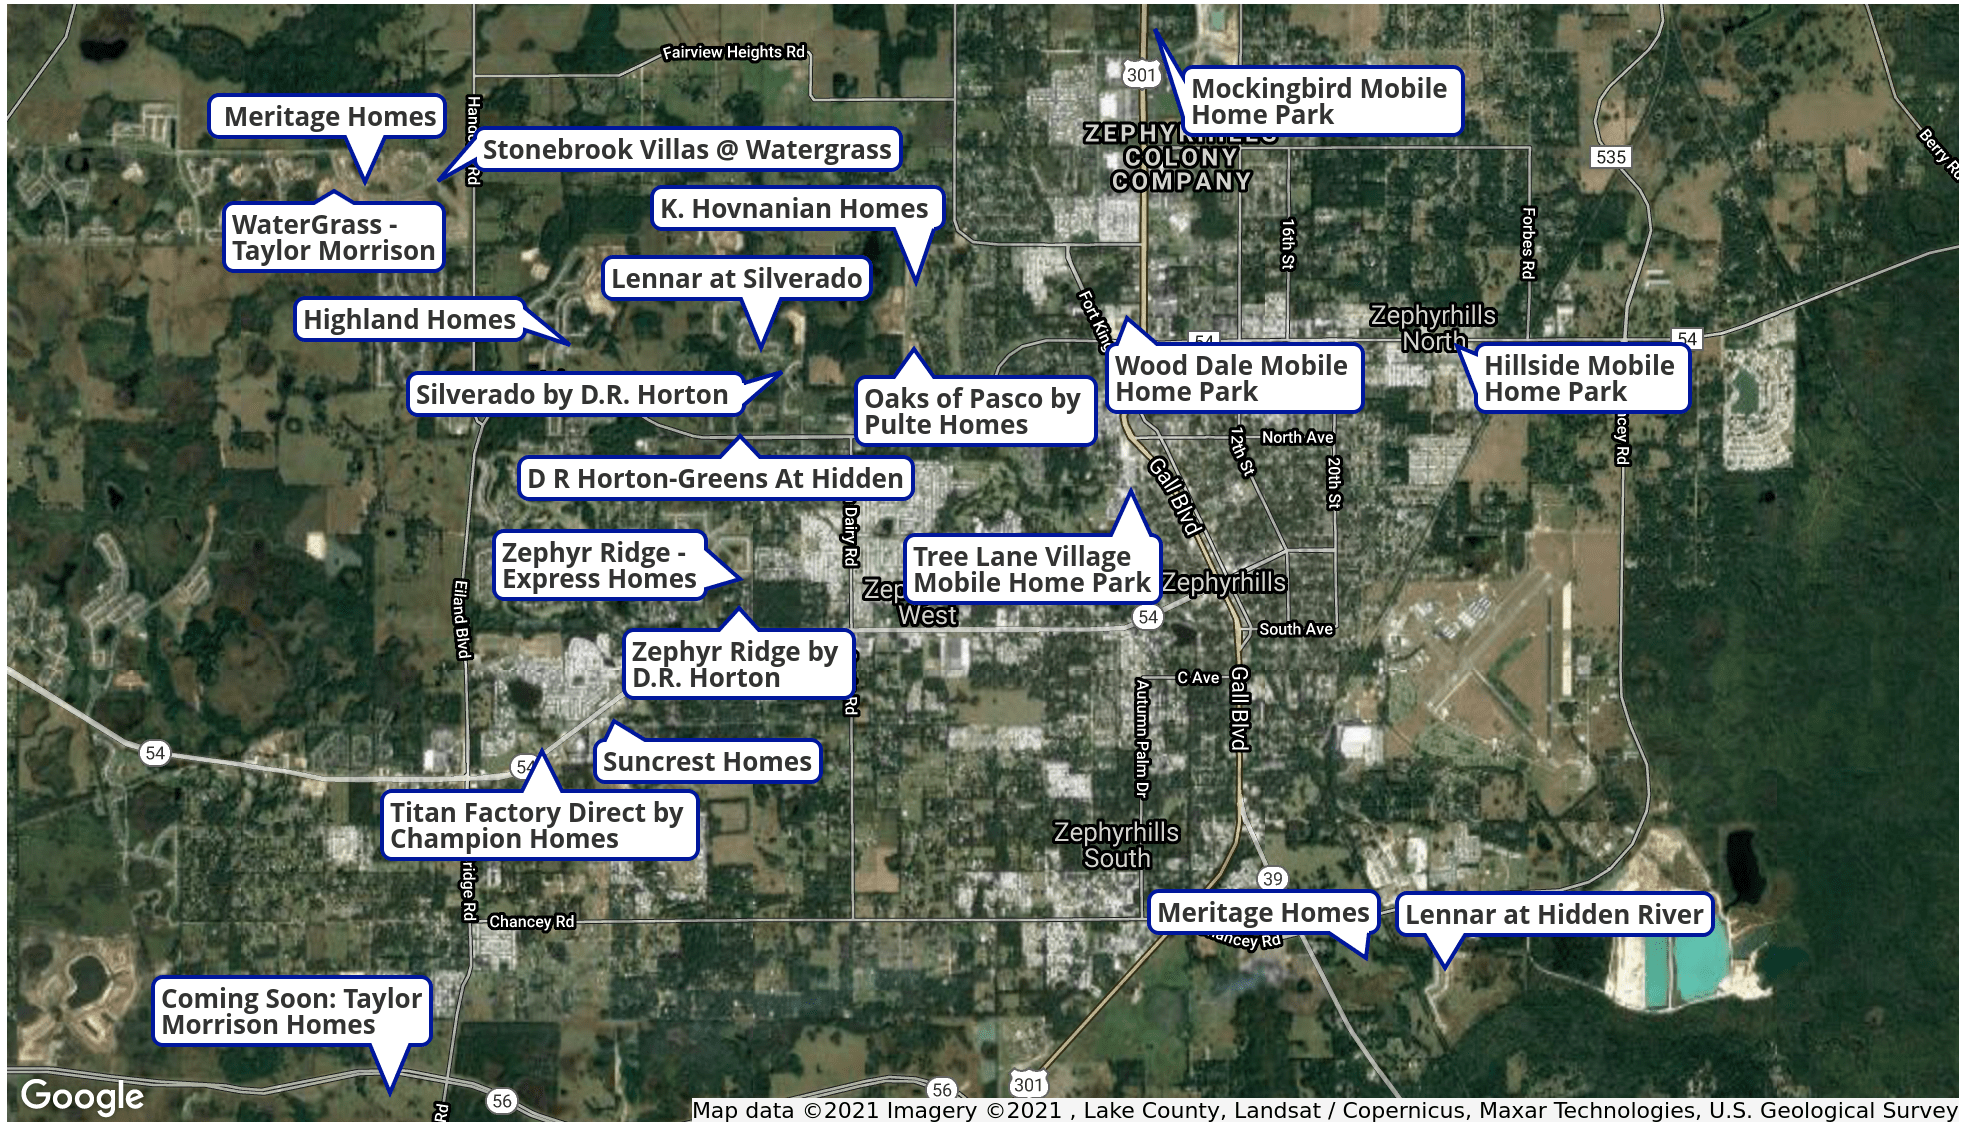 Fairview Heights Rd
301
Mockingbird Mobile
Home Park
Meritage Homes
Stonebrook Villas @ Watergrass
COLONY
COMPANY
535
Berry Rd
K. Hovnanian Homes
WaterGrass -
Taylor Morrison
16th St
Forbes Rd
Lennar at Silverado
Highland Homes
Fort King
Zephyrhills
North
54
54
Wood Dale Mobile
Home Park
Hillside Mobile
Home Park
Silverado by D.R. Horton
Oaks of Pasco by
Pulte Homes
North Ave
12th St
20th St
Gall Blvd
D R Horton-Greens At Hidden
Dairy Rd
Zephyr Ridge -
Express Homes
Tree Lane Village
Mobile Home Park
Zephyrhills
West
Eiland Blvd
54
South Ave
Zephyr Ridge by
D.R. Horton
Rd
C Ave
Autumn Palm Dr
Gall Blvd
54
54
Suncrest Homes
Titan Factory Direct by
Champion Homes
Zephyrhills
South
39
Chancey Rd
Meritage Homes
Lennar at Hidden River
Coming Soon: Taylor
Morrison Homes
Google
56
56
301
Rd
Map data ©2021 Imagery ©2021 , Lake County, Landsat / Copernicus, Maxar Technologies, U.S. Geological Survey